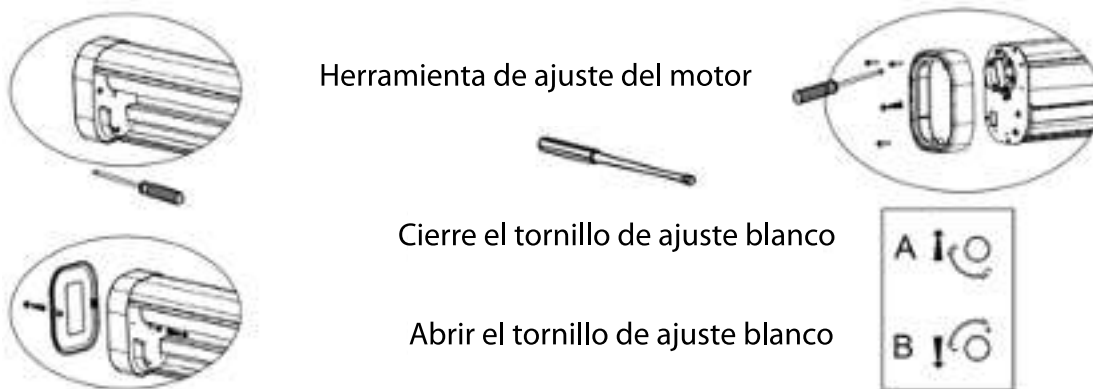 Herramienta de ajuste del motor
Cierre el tornillo de ajuste blanco
A
Abrir el tornillo de ajuste blanco
B